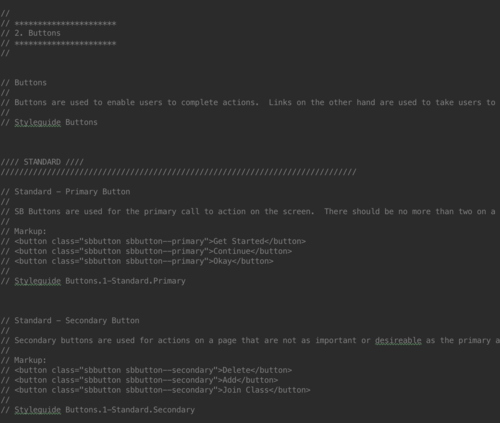 //
// **********************
// 2. Buttons
// **********************
//
// Buttons
//
// Buttons are used to enable users to complete actions.  Links on the other hand are used to take users to
//
// Styleguide Buttons
//// STANDARD ////
/////////////////////////////////////////////////////////////////////////////
// Standard - Primary Button
//
// SB Buttons are used for the primary call to action on the screen.  There should be no more than two on a
//
// Markup:
// <button class="sbbutton sbbutton--primary">Get Started</button>
// <button class="sbbutton sbbutton--primary">Continue</button>
// <button class="sbbutton sbbutton--primary">Okay</button>
//
// Styleguide Buttons.1-Standard.Primary
// Standard - Secondary Button
//
// Secondary buttons are used for actions on a page that are not as important or desireable as the primary a
//
// Markup:
// <button class="sbbutton sbbutton--secondary">Delete</button>
// <button class="sbbutton sbbutton--secondary">Add</button>
// <button class="sbbutton sbbutton--secondary">Join Class</button>
//
// Styleguide Buttons.1-Standard.Secondary